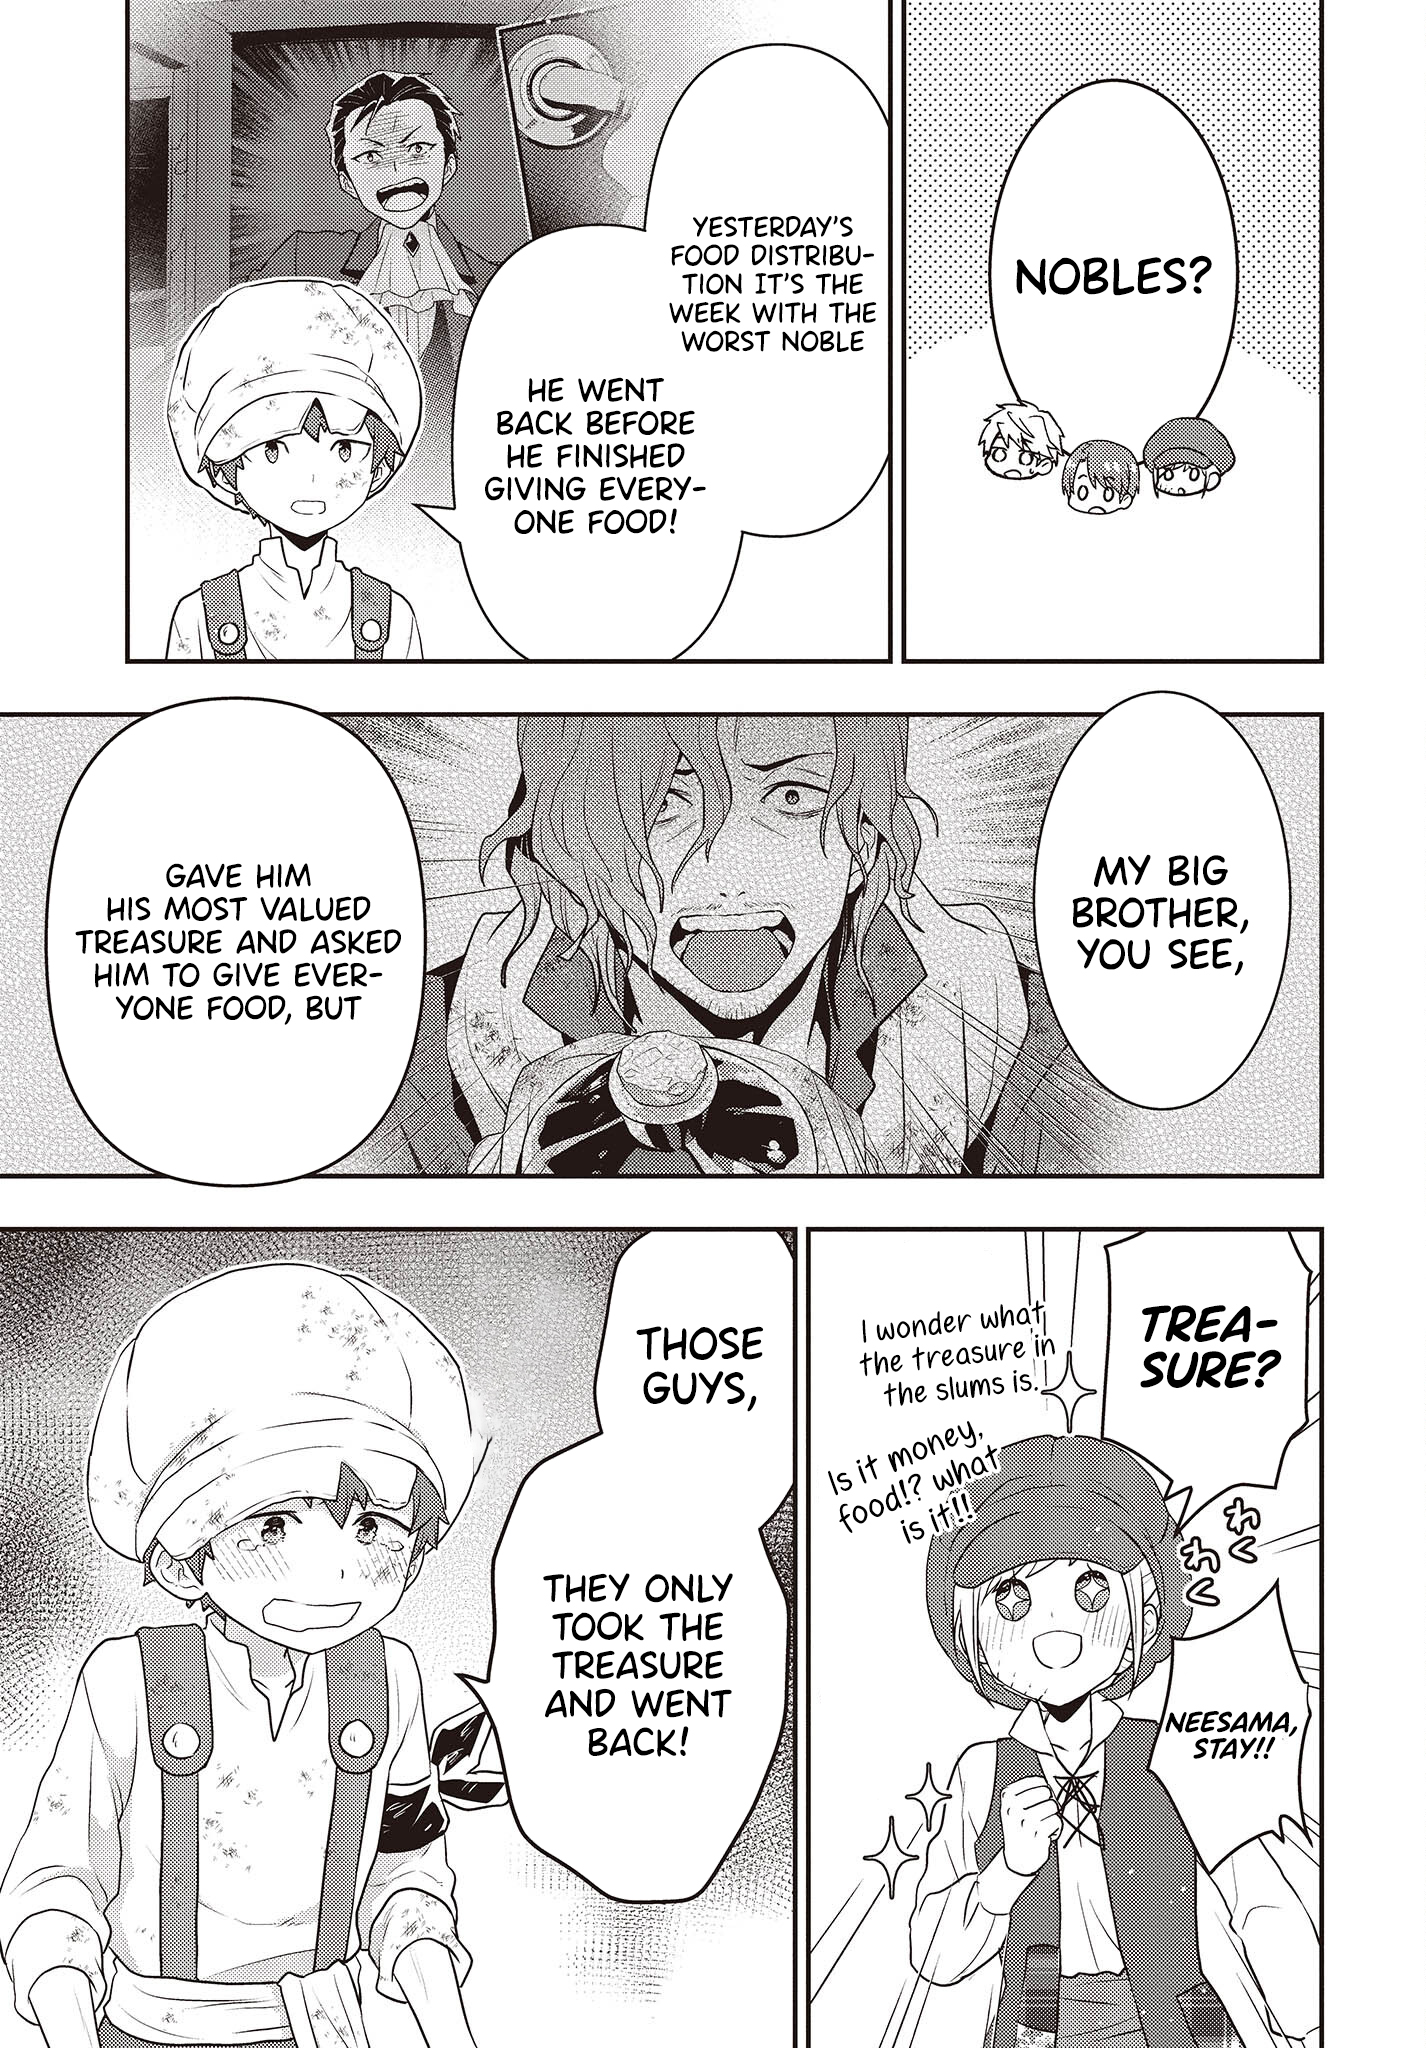 NOBLES?
YESTERDAY'S
FOOD DISTRIBU-
TION IT'S THE
WEEK WITH THE
WORST NOBLE
HE WENT
BACK BEFORE
HE FINISHED
GIVING EVERY-
ONE FOOD!
MY BIG
BROTHER,
YOU SEE,
GAVE HIM
HIS MOST VALUED
TREASURE AND ASKED
HIM TO GIVE EVER-
YONE FOOD, BUT
TREA-
SURE?
I wonder what
the treasure in
the slums is.
Is it money,
food!? what
is it!!
わく
わく
NEESAMA,
STAY!!
THOSE
GUYS,
THEY ONLY
TOOK THE
TREASURE
AND WENT
BACK!